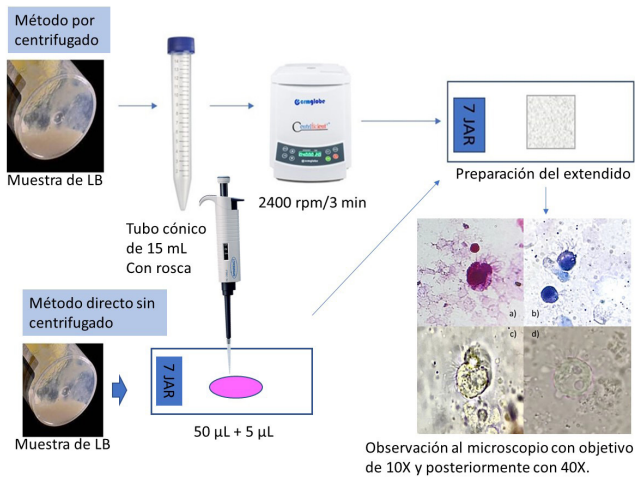 Método por
centrifugado
Muestra de LB
Tubo cónico
de 15 mL
Con rosca
2400 rpm/3 min
7 JAR
Preparación del extendido
a)
b)
c)
d)
Observación al microscopio con objetivo
de 10X y posteriormente con 40X.
Método directo sin
centrifugado
Muestra de LB
7 JAR
50 µL + 5 µL